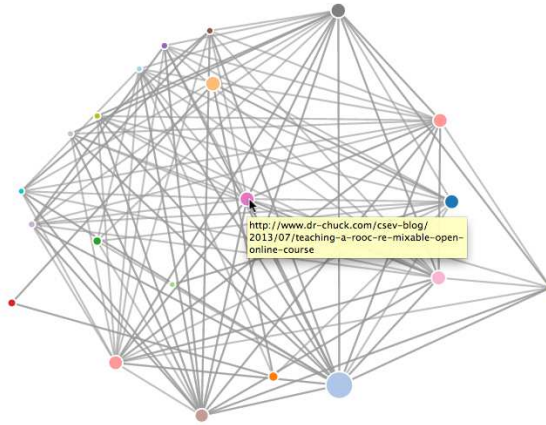 http://www.dr-chuck.com/csev-blog/
2013/07/teaching-a-rooc-re-mixable-open-
online-course